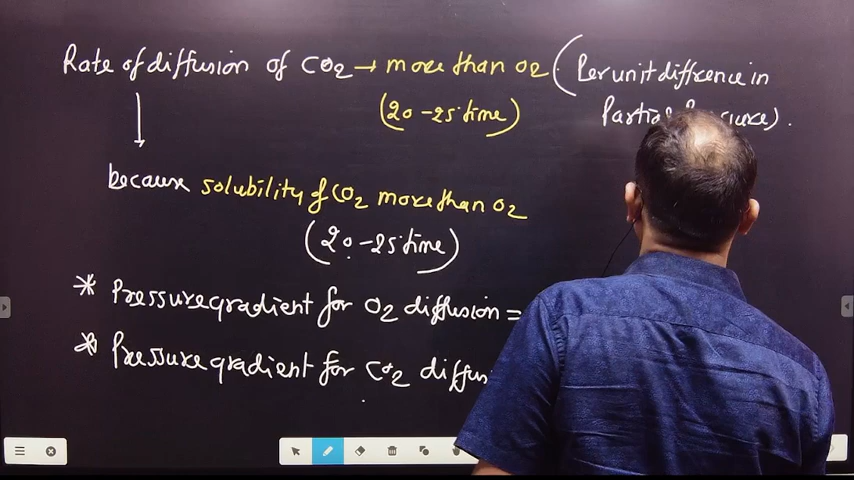 Rate of diffusion of CO2 → more than O2 (Per unit diffrence in
Partial
(20-25 time)
because solubility of CO2 more than O2
(20-25 time)
* Pressure gradient for O2 diffusion =
* Pressure gradient for CO2